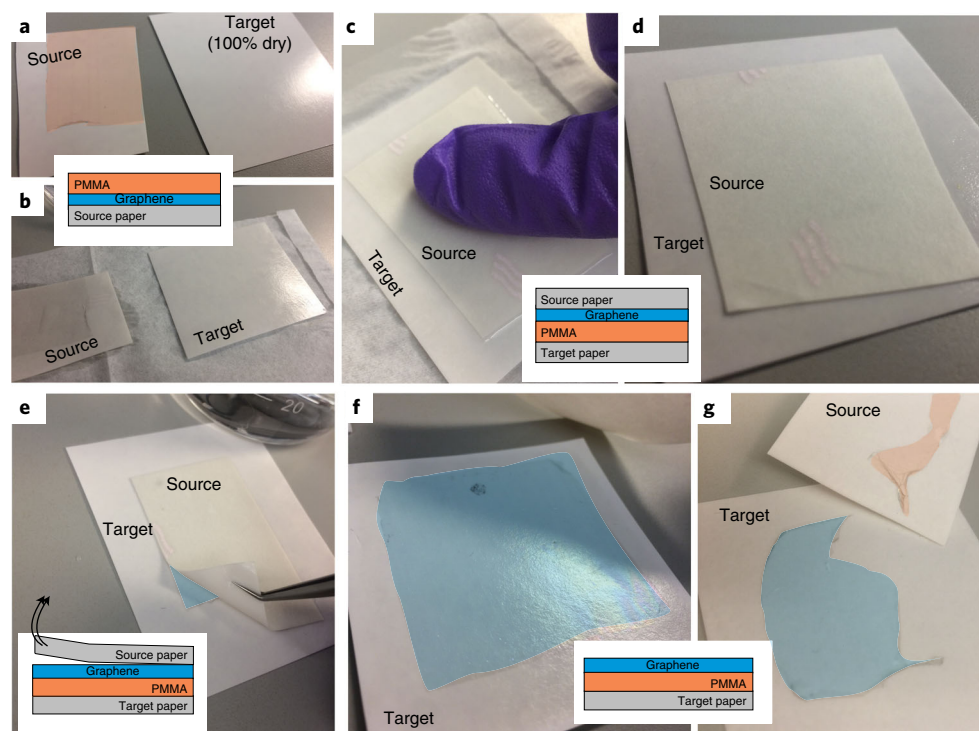 a
Source
Target
(100% dry)
PMMA
Graphene
Source paper
b
Source
Target
c
Source
Target
d
Source
Target
Source paper
Graphene
PMMA
Target paper
e
20
Source
Target
Source paper
Graphene
PMMA
Target paper
f
Target
Graphene
PMMA
Target paper
g
Source
Target